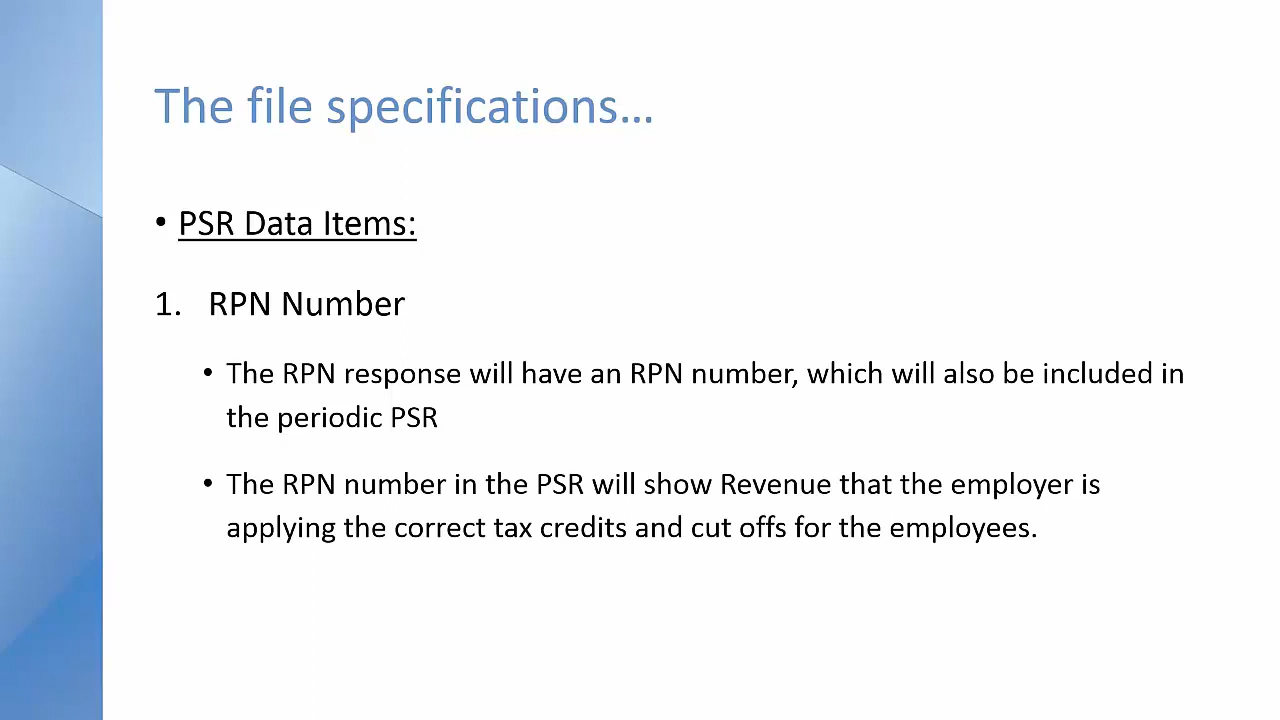 The file specifications...
• PSR Data Items:
1. RPN Number
• The RPN response will have an RPN number, which will also be included in
the periodic PSR
• The RPN number in the PSR will show Revenue that the employer is
applying the correct tax credits and cut offs for the employees.